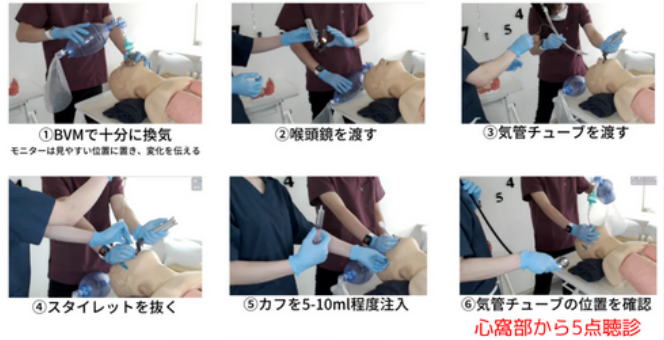 ①BVMで十分に換気
モニターは見やすい位置に置き、変化を伝える
②喉頭鏡を渡す
③気管チューブを渡す
④スタイレットを抜く
⑤カフを5-10ml程度注入
⑥気管チューブの位置を確認
心窩部から5点聴診